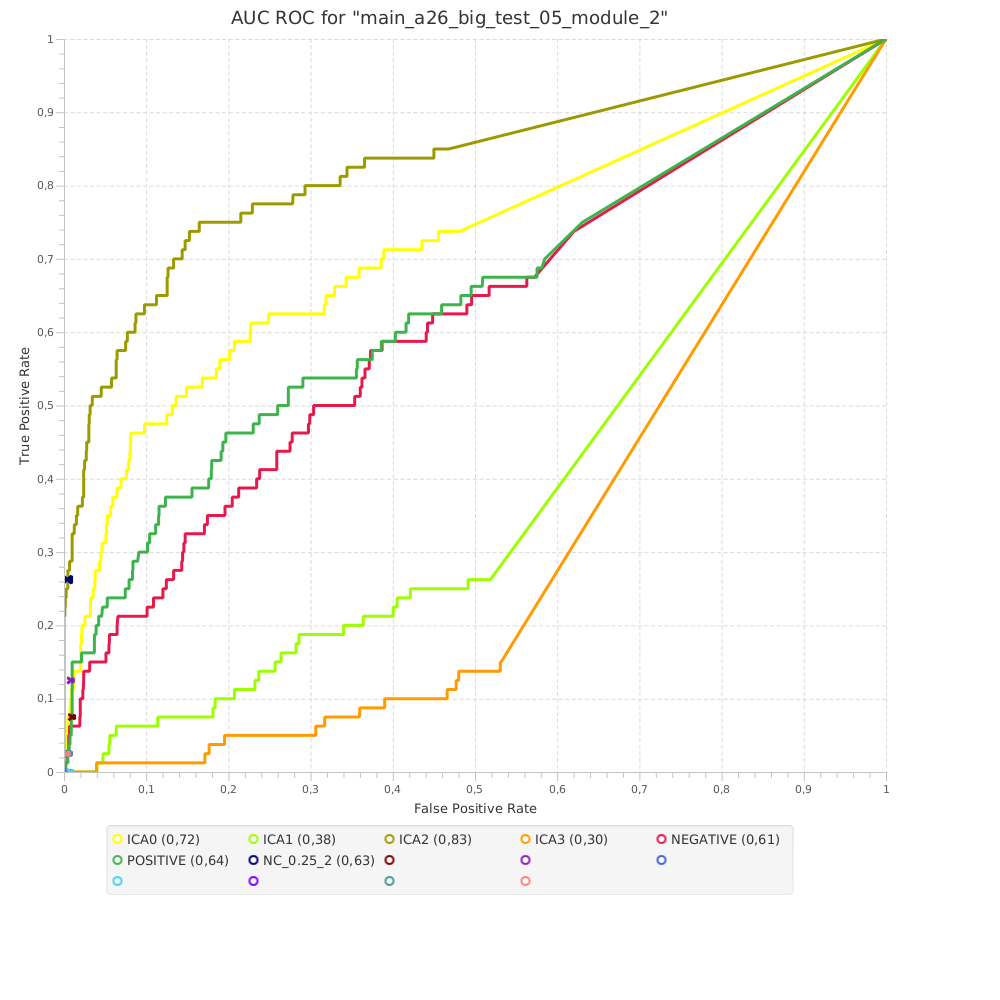 AUC ROC for "main_a26_big_test_05_module_2"
1
0,9
0,8
0,7
0,6
0,5
0,4
0,3
0,2
0,1
0
True Positive Rate
0 0,1 0,2 0,3 0,4 0,5 0,6 0,7 0,8 0,9 1
False Positive Rate
ICA0 (0,72) ICA1 (0,38) ICA2 (0,83) ICA3 (0,30) NEGATIVE (0,61)
POSITIVE (0,64) NC_0.25_2 (0,63)